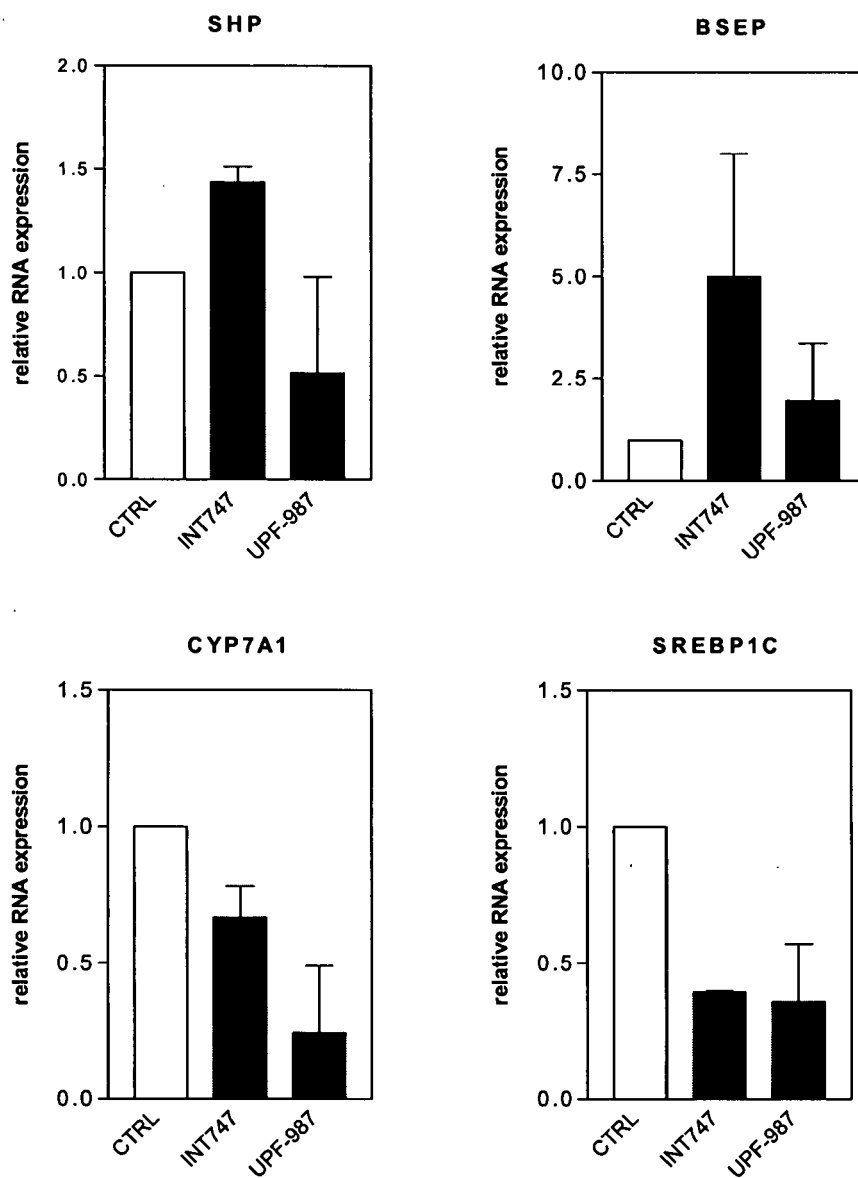 SHP
relative RNA expression
2.0
1.5
1.0
0.5
0.0
CTRL
INT747
UPF-987
BSEP
relative RNA expression
10.0
7.5
5.0
2.5
0.0
CTRL
INT747
UPF-987
CYP7A1
relative RNA expression
1.5
1.0
0.5
0.0
CTRL
INT747
UPF-987
SREBP1C
relative RNA expression
1.5
1.0
0.5
0.0
CTRL
INT747
UPF-987